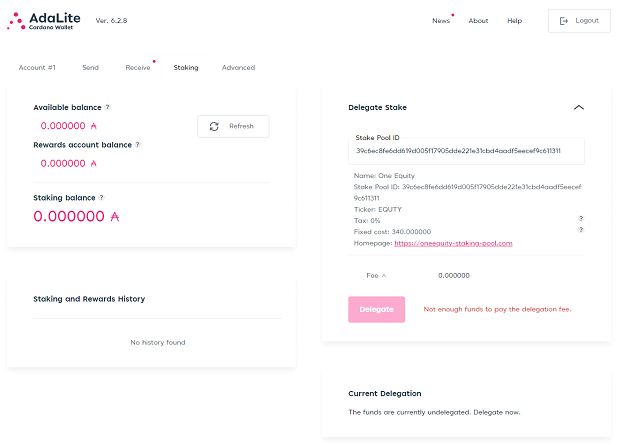 AdaLite
Cardano Wallet
Ver. 6.2.8
News
About
Help
Logout
Account #1
Send
Receive
Staking
Advanced
Available balance ?
0.000000 ₳
Refresh
Rewards account balance ?
0.000000 ₳
Staking balance ?
0.000000 ₳
Staking and Rewards History
No history found
Delegate Stake
Stake Pool ID
39c6ec8fe6dd619d005f17905dde221e31cbd4aadf5eecef9c611311
Name: One Equity
Stake Pool ID: 39c6ec8fe6dd619d005f17905dde221e31cbd4aadf5eecef
9c611311
Ticker: EQUTY
Tax: 0% ?
Fixed cost: 340.000000 ?
Homepage: https://oneequity-staking-pool.com
Fee ₳ 0.000000
Delegate
Not enough funds to pay the delegation fee.
Current Delegation
The funds are currently undelegated. Delegate now.